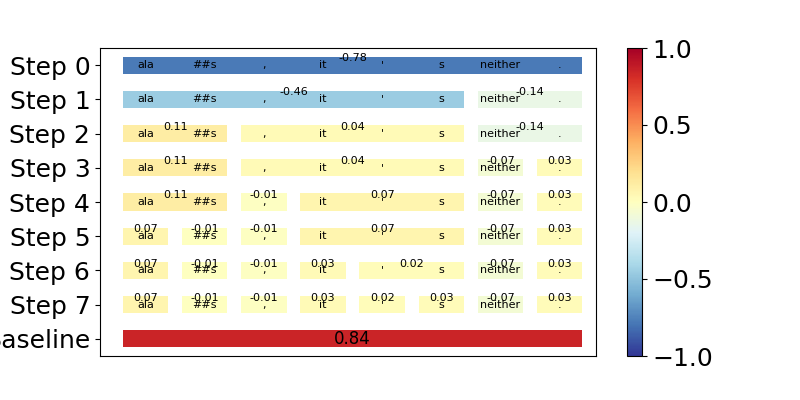 Step 0 ala ##s , it -0.78 ' s neither .
Step 1 ala ##s , -0.46 it ' s neither -0.14 .
Step 2 ala 0.11 ##s , it 0.04 ' s neither -0.14 .
Step 3 ala 0.11 ##s , it 0.04 ' s -0.07 neither 0.03 .
Step 4 ala 0.11 ##s -0.01 , it 0.07 ' s -0.07 neither 0.03 .
Step 5 0.07 ala -0.01 ##s -0.01 , it 0.07 ' s -0.07 neither 0.03 .
Step 6 0.07 ala -0.01 ##s -0.01 , 0.03 it ' 0.02 s -0.07 neither 0.03 .
Step 7 0.07 ala -0.01 ##s -0.01 , 0.03 it 0.02 ' 0.03 s -0.07 neither 0.03 .
aseline 0.84
1.0
0.5
0.0
−0.5
−1.0